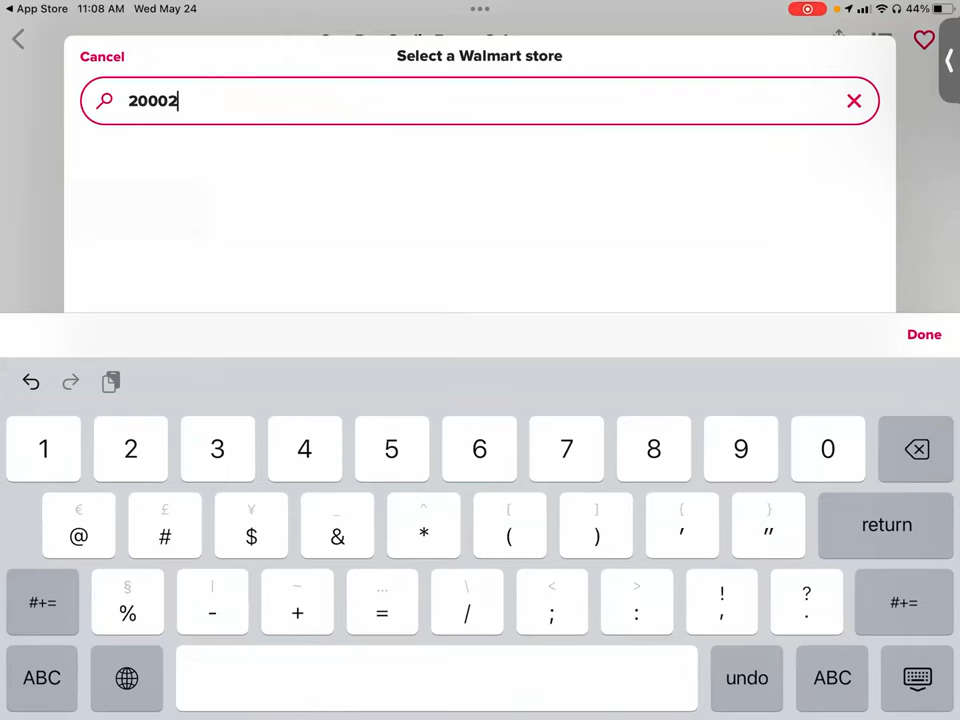 App Store 11:08 AM Wed May 24 44%
Cancel Select a Walmart store
20002
Done
1 2 3 4 5 6 7 8 9 0
€ £ ¥ _ ^ [ ] { }
@ # $ & * ( ) ' " return
§ | ~ ... \ < > ! ?
#+= % - + = / ; : , . #+=
ABC undo ABC